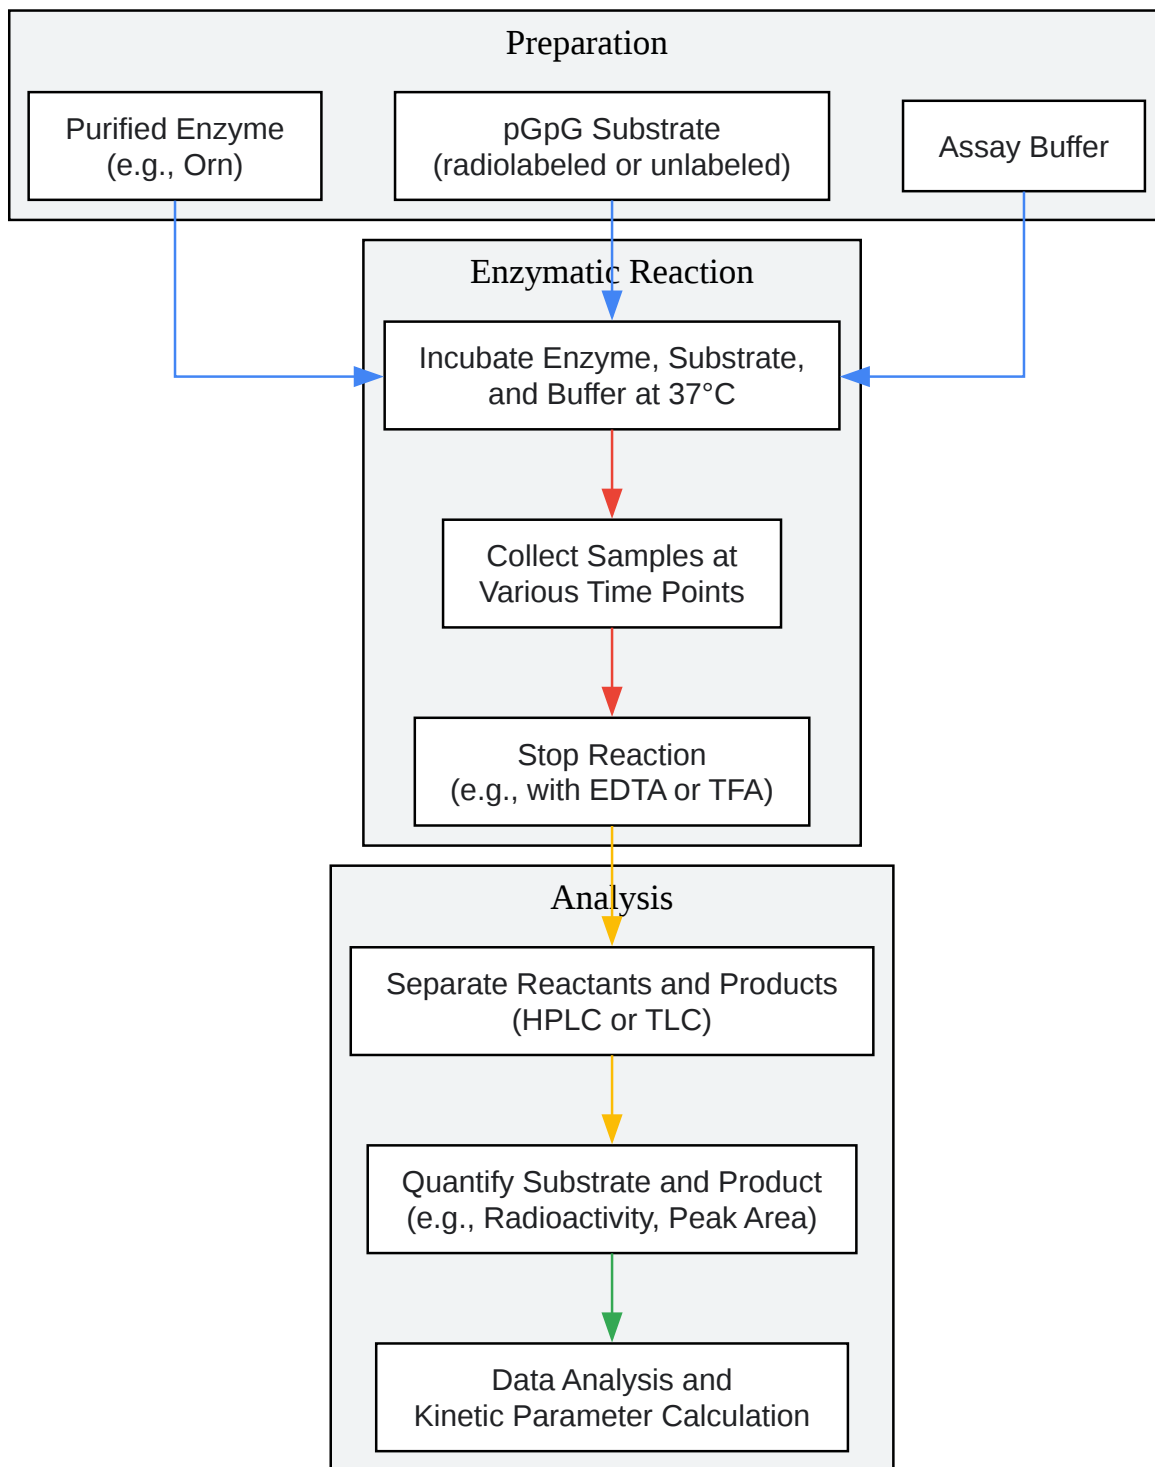 Preparation
Purified Enzyme
(e.g., Orn)
pGpG Substrate
(radiolabeled or unlabeled)
Assay Buffer
Enzymatic Reaction
Incubate Enzyme, Substrate,
and Buffer at 37°C
Collect Samples at
Various Time Points
Stop Reaction
(e.g., with EDTA or TFA)
Analysis
Separate Reactants and Products
(HPLC or TLC)
Quantify Substrate and Product
(e.g., Radioactivity, Peak Area)
Data Analysis and
Kinetic Parameter Calculation